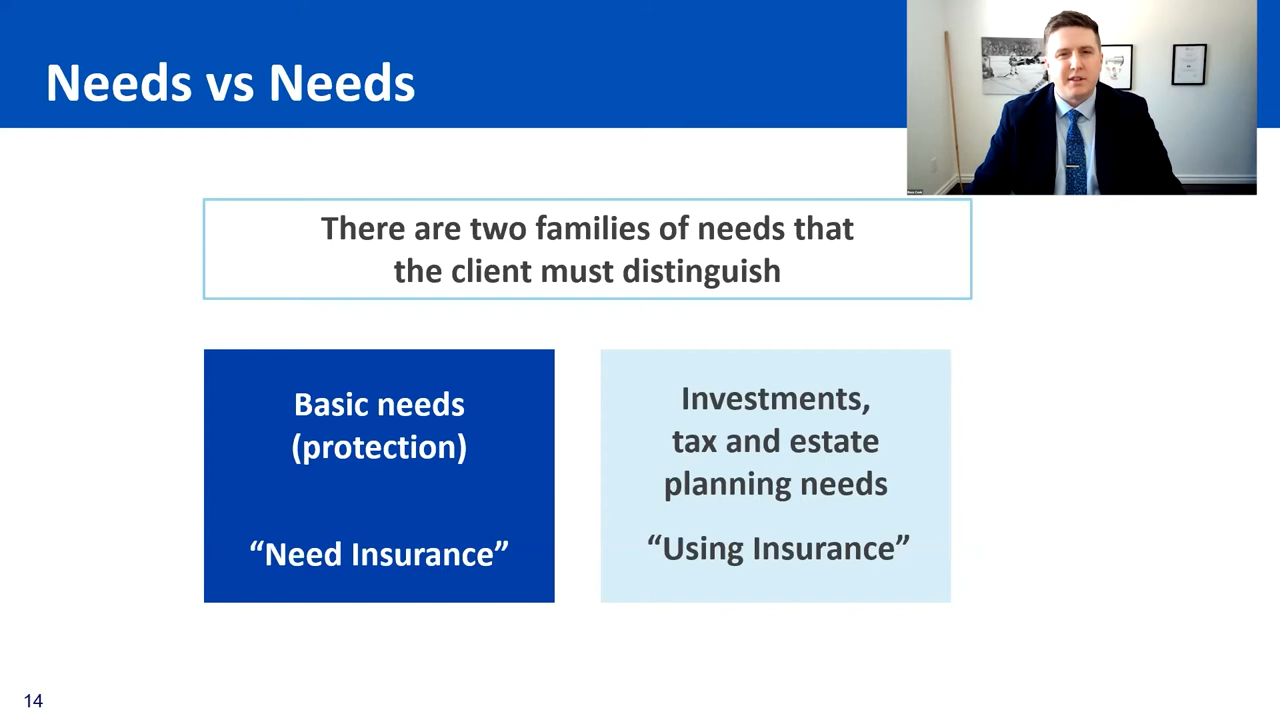 Needs vs Needs
There are two families of needs that
the client must distinguish
Basic needs
(protection)
“Need Insurance”
Investments,
tax and estate
planning needs
“Using Insurance”
14